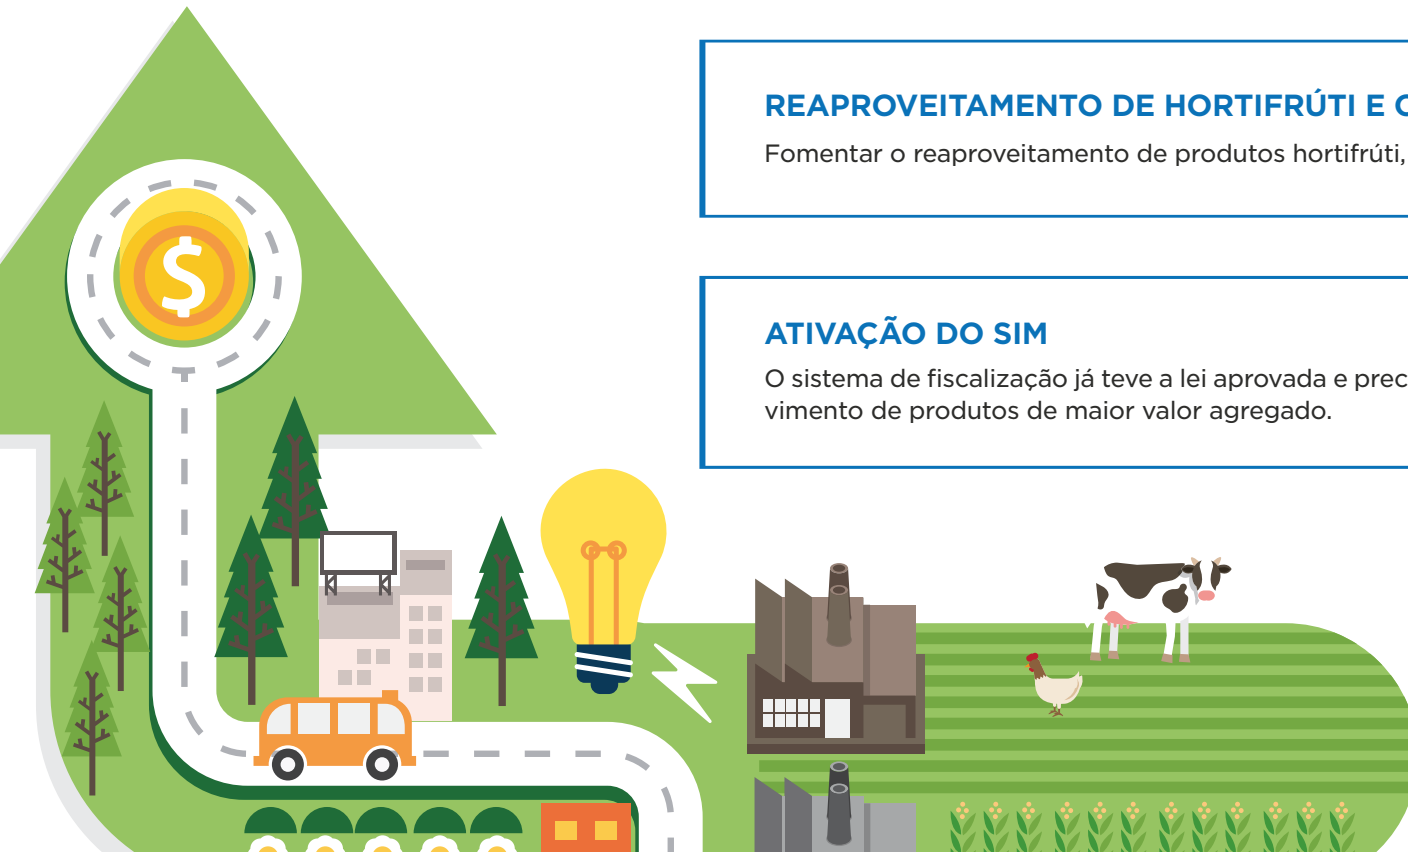 REAPROVEITAMENTO DE HORTIFRÚTI E
Fomentar o reaproveitamento de produtos hortifrúti,
ATIVAÇÃO DO SIM
O sistema de fiscalização já teve a lei aprovada e
vimento de produtos de maior valor agregado.
$